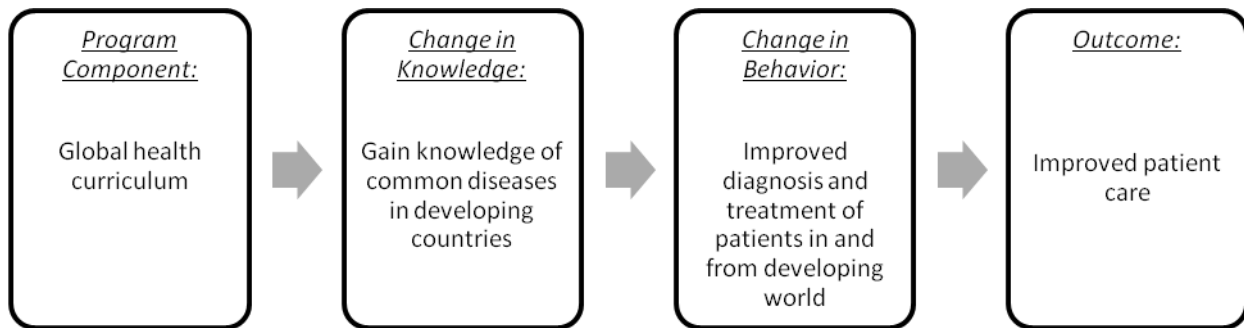 Program
Component:
Global health
curriculum
Change in
Knowledge:
Gain knowledge of
common diseases
in developing
countries
Change in
Behavior:
Improved
diagnosis and
treatment of
patients in and
from developing
world
Outcome:
Improved patient
care